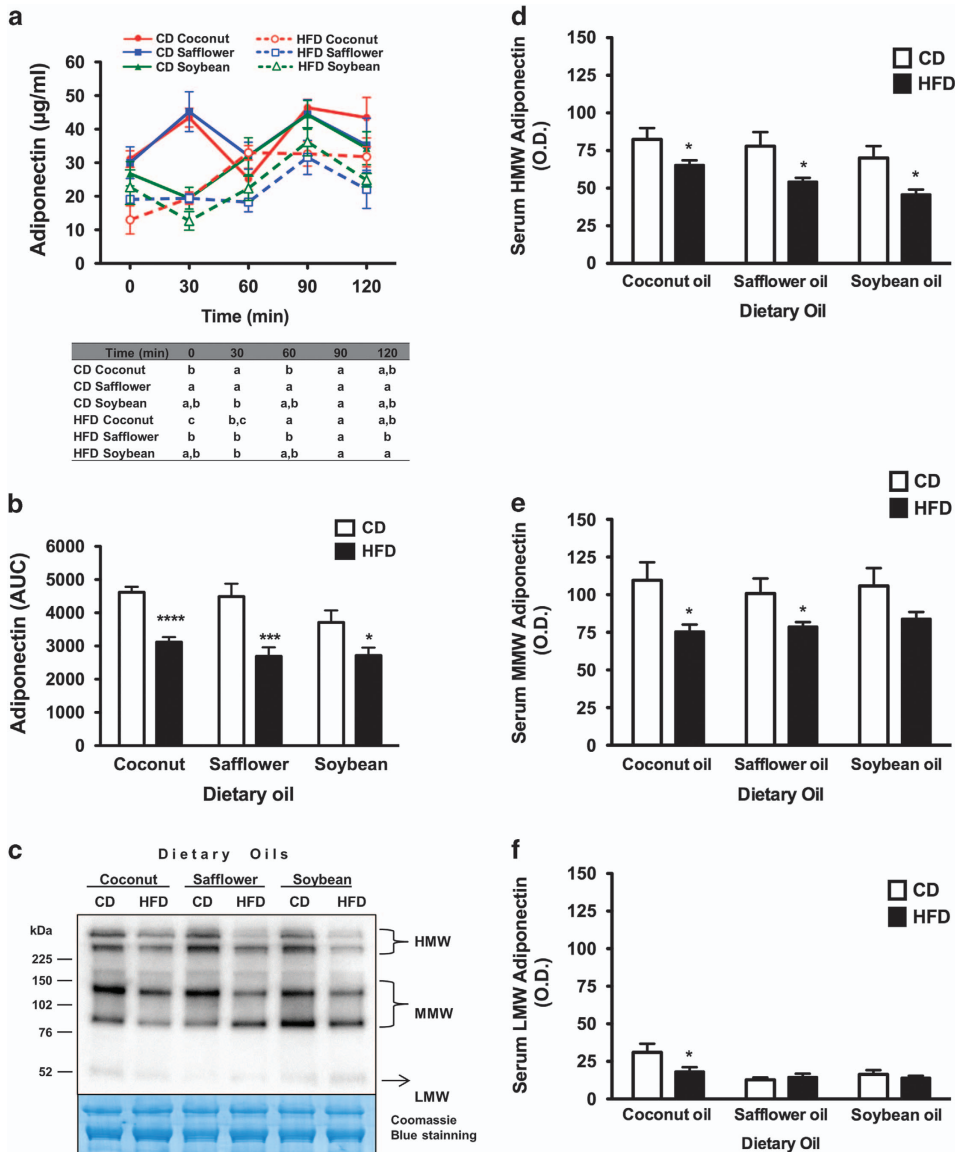 a
CD Coconut
HFD Coconut
CD Safflower
HFD Safflower
CD Soybean
HFD Soybean
Adiponectin (µg/ml)
60
50
40
30
20
10
0
0 30 60 90 120
Time (min)
Time (min) 0 30 60 90 120
CD Coconut b a b a a,b
CD Safflower a a a a a
CD Soybean a,b b a,b a a,b
HFD Coconut c b,c a a a,b
HFD Safflower b b b a b
HFD Soybean a,b b a,b a a
b
CD
HFD
Adiponectin (AUC)
6000
5000
4000
3000
2000
1000
0
****
***
*
Coconut Safflower Soybean
Dietary oil
c
Dietary Oils
Coconut Safflower Soybean
CD HFD CD HFD CD HFD
kDa
225
150
102
76
52
HMW
MMW
LMW
Coomassie
Blue stainning
d
CD
HFD
Serum HMW Adiponectin
(O.D.)
150
125
100
75
50
25
0
*
*
*
Coconut oil Safflower oil Soybean oil
Dietary Oil
e
CD
HFD
Serum MMW Adiponectin
(O.D.)
150
125
100
75
50
25
0
*
*
Coconut oil Safflower oil Soybean oil
Dietary Oil
f
CD
HFD
Serum LMW Adiponectin
(O.D.)
150
125
100
75
50
25
0
*
Coconut oil Safflower oil Soybean oil
Dietary Oil